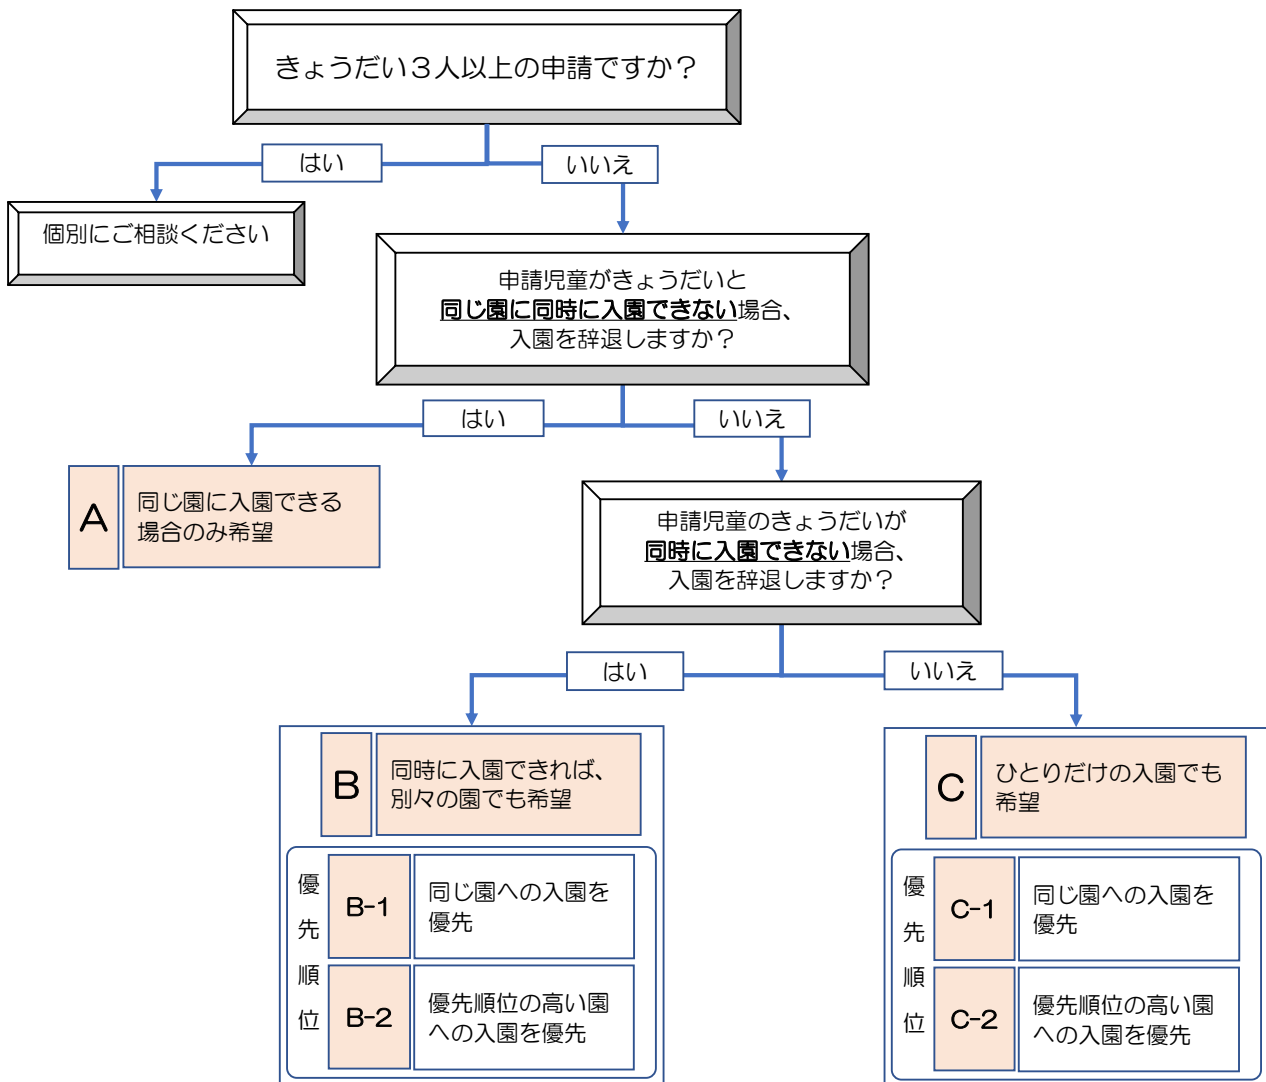 きょうだい３人以上の申請ですか？
はい
いいえ
個別にご相談ください
申請児童がきょうだいと
同じ園に同時に入園できない場合、
入園を辞退しますか？
はい
いいえ
A
同じ園に入園できる
場合のみ希望
申請児童のきょうだいが
同時に入園できない場合、
入園を辞退しますか？
はい
いいえ
B
同時に入園できれば、
別々の園でも希望
優先順位
B-1
同じ園への入園を
優先
B-2
優先順位の高い園
への入園を優先
C
ひとりだけの入園でも
希望
優先順位
C-1
同じ園への入園を
優先
C-2
優先順位の高い園
への入園を優先